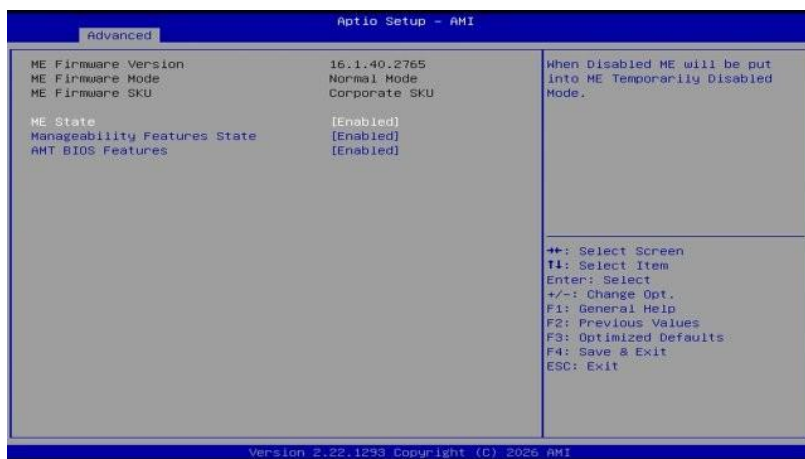 Aptio Setup - AMI
Advanced
ME Firmware Version 16.1.40.2765
ME Firmware Mode Normal Mode
ME Firmware SKU Corporate SKU
ME State [Enabled]
Manageability Features State [Enabled]
AMT BIOS Features [Enabled]
When Disabled ME will be put
into ME Temporarily Disabled
Mode.
→←: Select Screen
↑↓: Select Item
Enter: Select
+/-: Change Opt.
F1: General Help
F2: Previous Values
F3: Optimized Defaults
F4: Save & Exit
ESC: Exit
Version 2.22.1293 Copyright (C) 2026 AMI